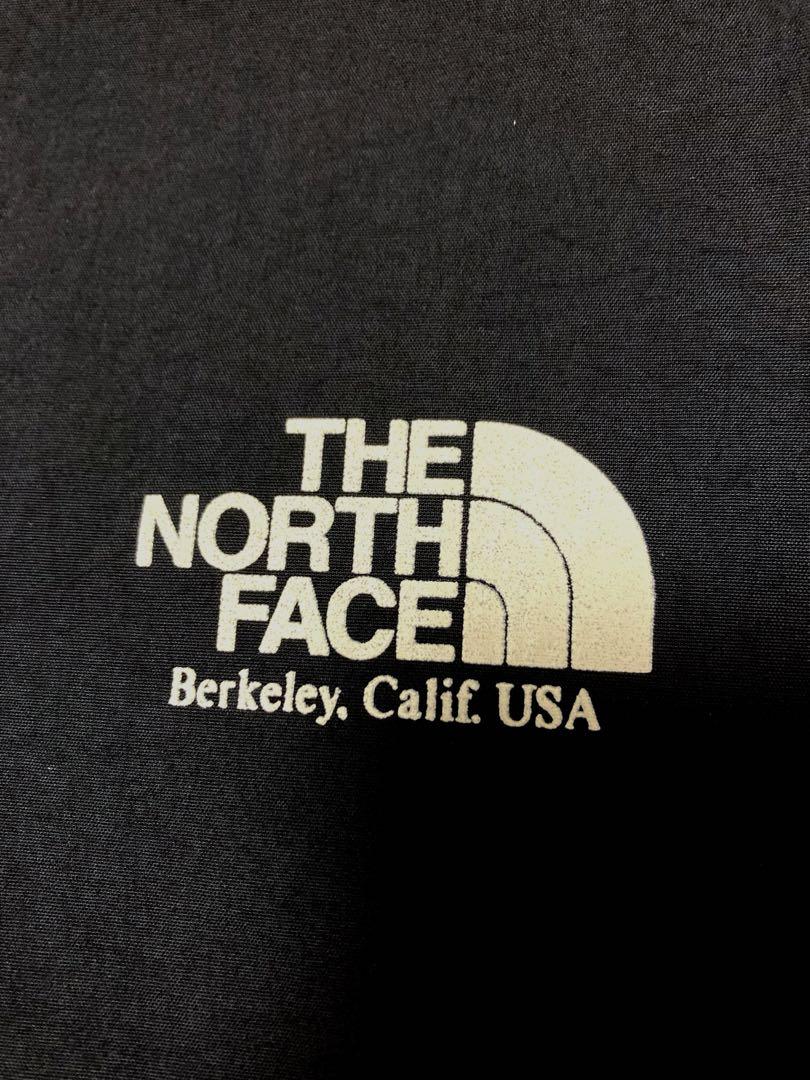 THE
NORTH
FACE
Berkeley, Calif. USA